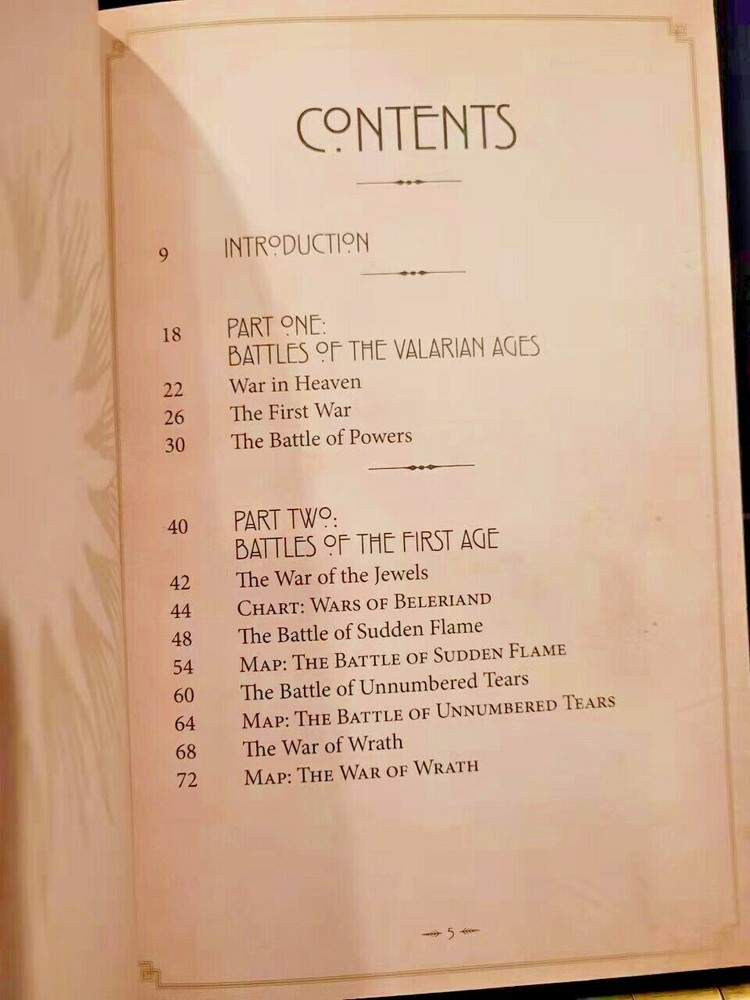 CONTENTS
9 INTRODUCTION
18 PART ONE:
BATTLES OF THE VALARIAN AGES
22 War in Heaven
26 The First War
30 The Battle of Powers
40 PART TWO:
BATTLES OF THE FIRST AGE
42 The War of the Jewels
44 CHART: WARS OF BELERIAND
48 The Battle of Sudden Flame
54 MAP: THE BATTLE OF SUDDEN FLAME
60 The Battle of Unnumbered Tears
64 MAP: THE BATTLE OF UNNUMBERED TEARS
68 The War of Wrath
72 MAP: THE WAR OF WRATH
5